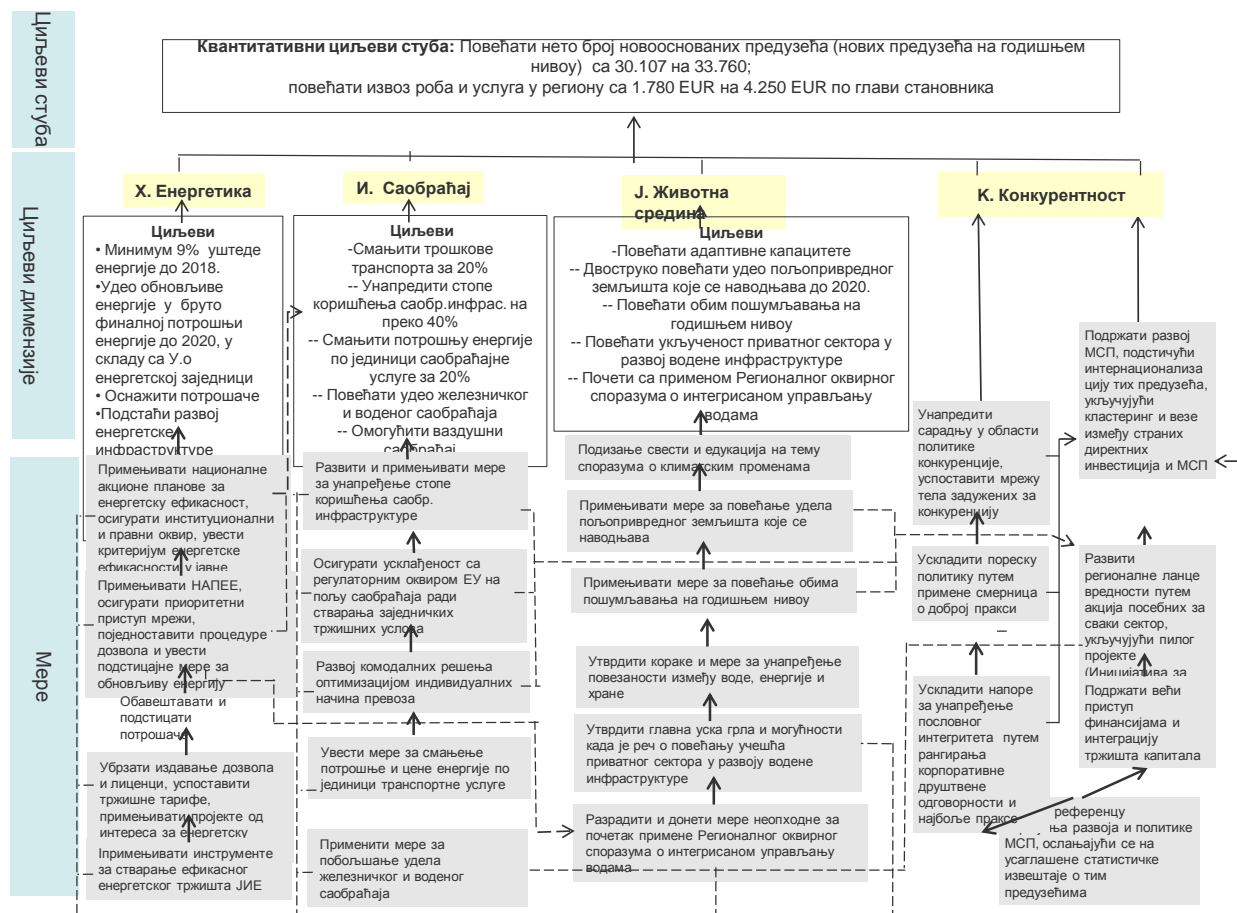 Циљеви стуба
Квантитативни циљеви стуба: Повећати нето број новооснованих предузећа (нових предузећа на годишњем
нивоу) са 30.107 на 33.760;
повећати извоз роба и услуга у региону са 1.780 EUR на 4.250 EUR по глави становника
Циљеви димензије
Х. Енергетика
Циљеви
• Минимум 9% уштеде
енергије до 2018.
•Удео обновљиве
енергије у бруто
финалној потрошњи
енергије до 2020, у
складу са У.о
енергетској заједници
• Оснажити потрошаче
•Подстаћи развој
енергетске
инфраструктуре
И. Саобраћај
Циљеви
-Смањити трошкове
транспорта за 20%
-- Унапредити стопе
коришћења саобр.инфрас. на
преко 40%
-- Смањити потрошњу енергије
по јединици саобраћајне
услуге за 20%
-- Повећати удео железничког
и воденог саобраћаја
-- Омогућити ваздушни
саобраћај
Ј. Животна
средина
Циљеви
-Повећати адаптивне капацитете
-- Двоструко повећати удео пољопривредног
земљишта које се наводњава до 2020.
-- Повећати обим пошумљавања на
годишњем нивоу
-- Повећати укљученост приватног сектора у
развој водене инфраструктуре
-- Почети са применом Регионалног оквирног
споразума о интегрисаном управљању
водама
К. Конкурентност
Мере
Примењивати националне
акционе планове за
енергетску ефикасност,
осигурати институционални
и правни оквир, увести
критеријум енергетске
ефикасности у јавне
Примењивати НАПЕЕ,
осигурати приоритетни
приступ мрежи,
поједноставити процедуре
дозвола и увести
подстицајне мере за
обновљиву енергију
Обавештавати и
подстицати
потрошаче
Убрзати издавање дозвола
и лиценци, успоставити
тржишне тарифе,
примењивати пројекте од
интереса за енергетску
Iпримењивати инструменте
за стварање ефикасног
енергетског тржишта ЈИЕ
Развити и примењивати мере
за унапређење стопе
коришћења саобр.
инфраструктуре
Осигурати усклађеност са
регулаторним оквиром ЕУ на
пољу саобраћаја ради
стварања заједничких
тржишних услова
Развој комодалних решења
оптимизацијом индивидуалних
начина превоза
Увести мере за смањење
потрошње и цене енергије по
јединици транспортне услуге
Применити мере за
побољшање удела
железничког и воденог
саобраћаја
Подизање свести и едукација на тему
споразума о климатским променама
Примењивати мере за повећање удела
пољопривредног земљишта које се
наводњава
Примењивати мере за повећање обима
пошумљавања на годишњем нивоу
Утврдити кораке и мере за унапређење
повезаности између воде, енергије и
хране
Утврдити главна уска грла и могућности
када је реч о повећању учешћа
приватног сектора у развоју водене
инфраструктуре
Разрадити и донети мере неопходне за
почетак примене Регионалног оквирног
споразума о интегрисаном управљању
водама
Унапредити
сарадњу у области
политике
конкуренције,
успоставити мрежу
тела задужених за
конкуренцију
Ускладити пореску
политику путем
примене смерница
о доброј пракси
Ускладити напоре
за унапређење
пословног
интегритета путем
рангирања
корпоративне
друштвене
одговорности и
најбоље праксе
Подржати развој
МСП, подстичући
интернационализа
цију тих предузећа,
укључујући
кластеринг и везе
између страних
директних
инвестиција и МСП
Развити
регионалне ланце
вредности путем
акција посебних за
сваки сектор,
укључујући пилот
пројекте
(Иницијатива за
Подржати већи
приступ
финансијама и
интеграцију
тржишта капитала
референцу
развоја и политике
МСП, ослањајући се на
усаглашене статистичке
извештаје о тим
предузећима